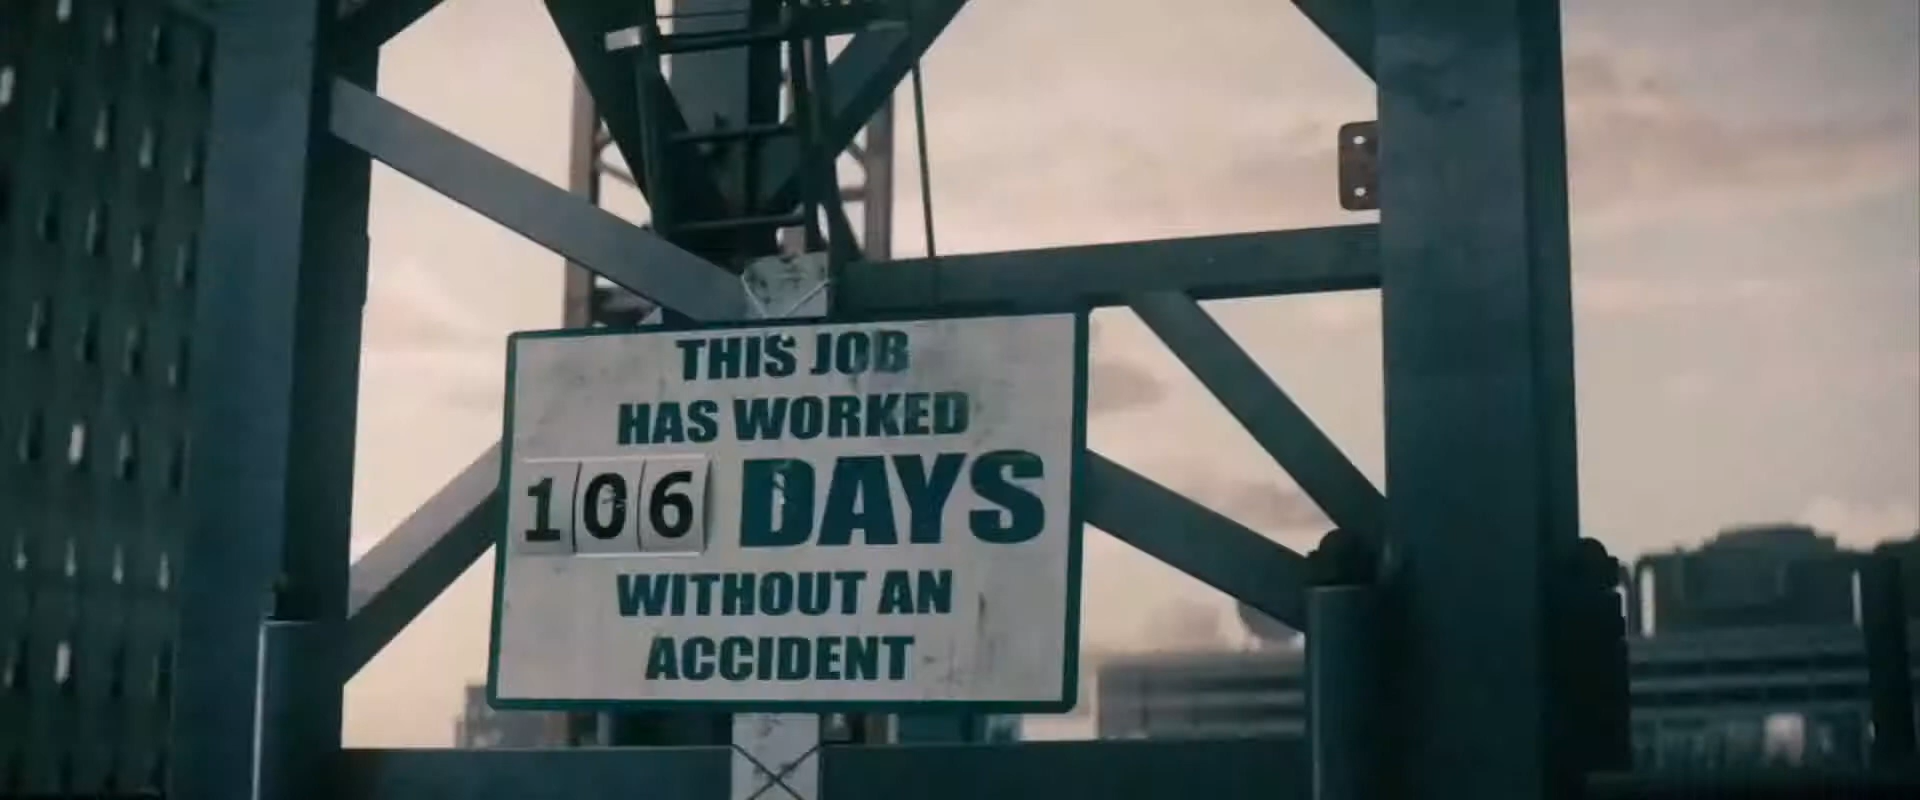 THIS JOB
HAS WORKED
106 DAYS
WITHOUT AN
ACCIDENT